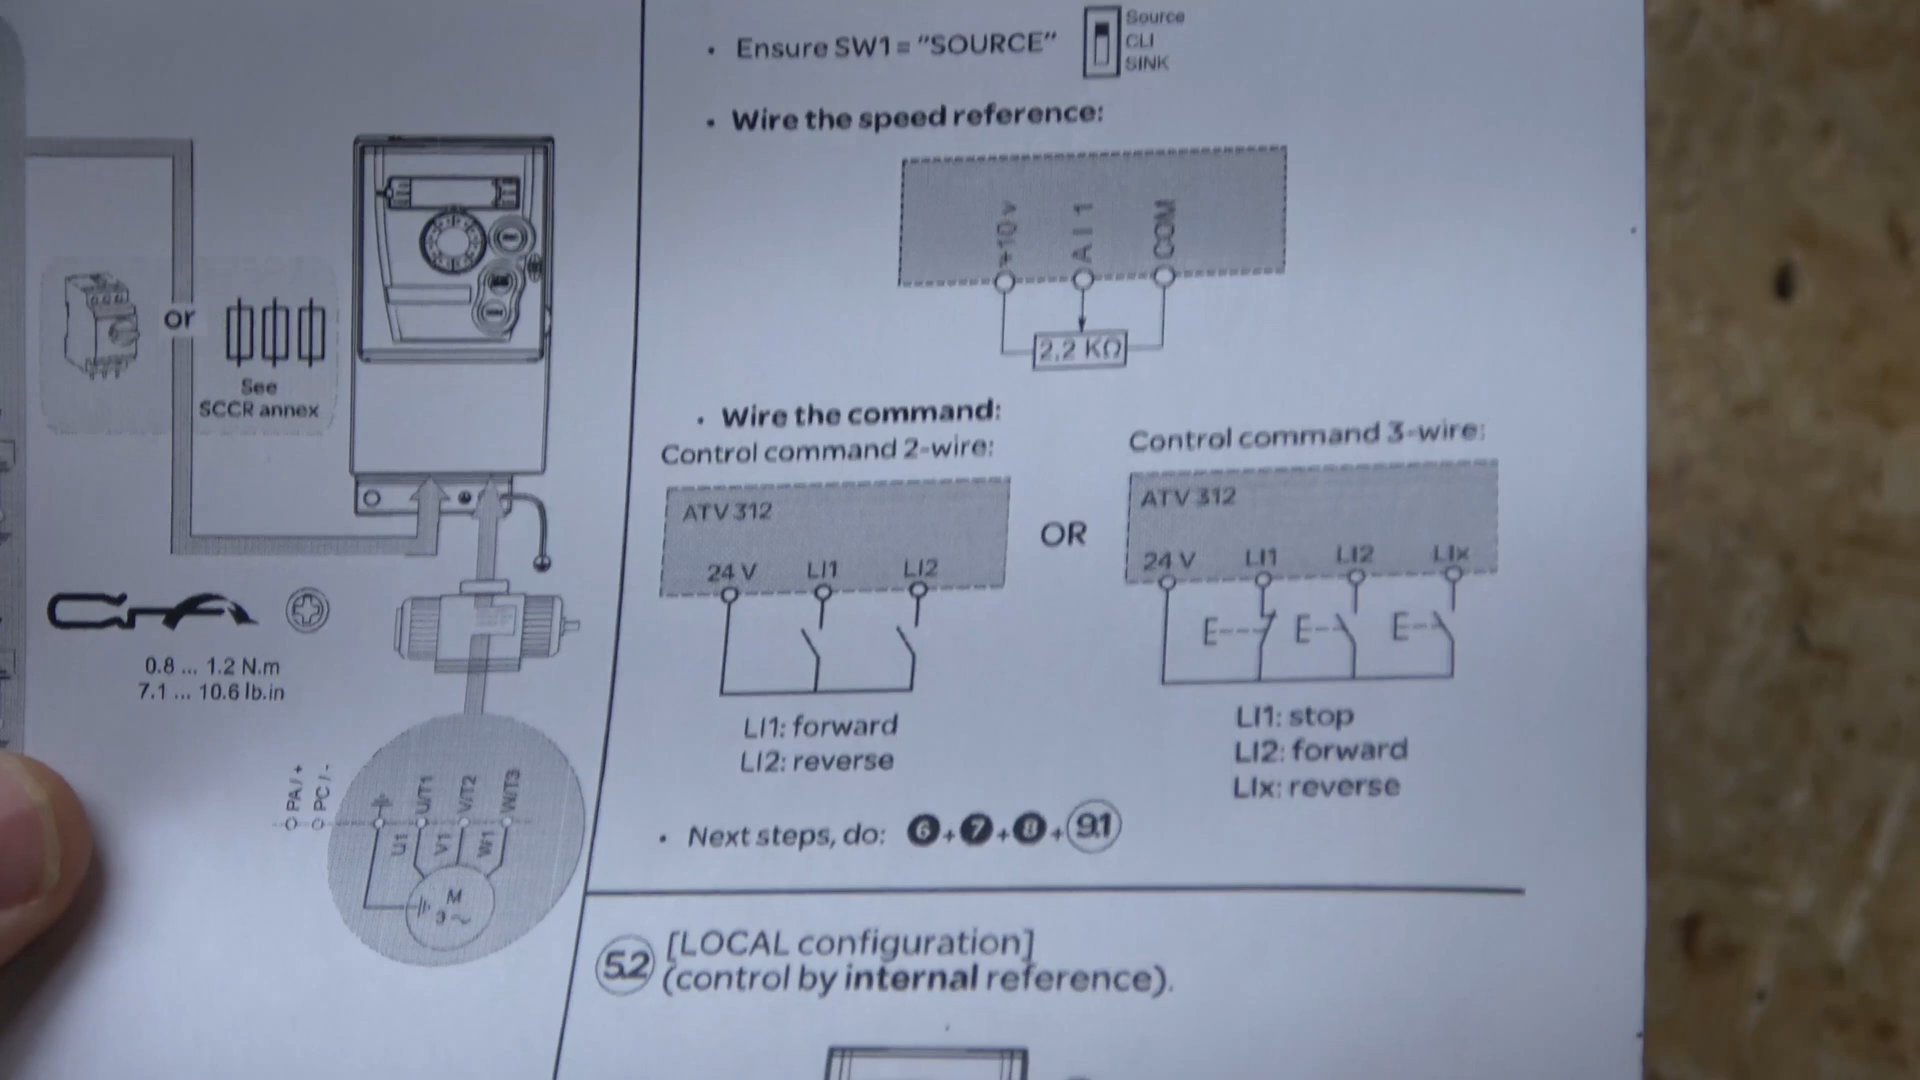 or
See
SCCR annex
0.8 ... 1.2 N.m
7.1 ... 10.6 lb.in
PA / +
PC / -
U/T1
V/T2
W/T3
U1
V1
W1
M
3 ~
• Ensure SW1 = "SOURCE"
Source
CLI
SINK
• Wire the speed reference:
+10 v
A I 1
COM
2,2 KΩ
• Wire the command:
Control command 2-wire:
ATV 312
24 V LI1 LI2
LI1: forward
LI2: reverse
OR
Control command 3-wire:
ATV 312
24 V LI1 LI2 LIx
LI1: stop
LI2: forward
LIx: reverse
• Next steps, do: 6 + 7 + 8 + 9.1
5.2 [LOCAL configuration]
(control by internal reference).